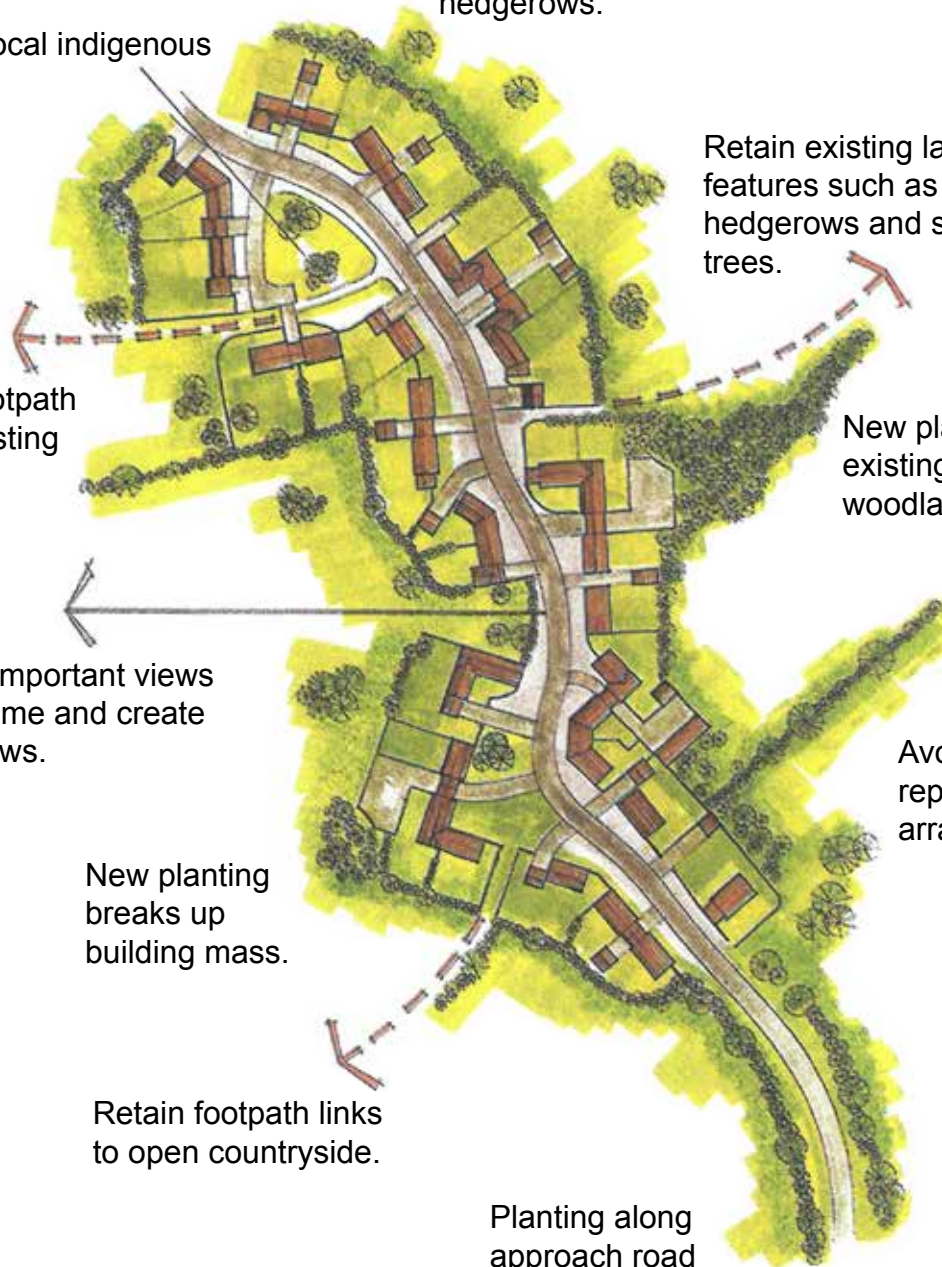 hedgerows.
ocal indigenous
Retain existing la
features such as
hedgerows and s
trees.
otpath
sting
New pla
existing
woodla
mportant views
me and create
ws.
Avo
rep
arra
New planting
breaks up
building mass.
Retain footpath links
to open countryside.
Planting along
approach road